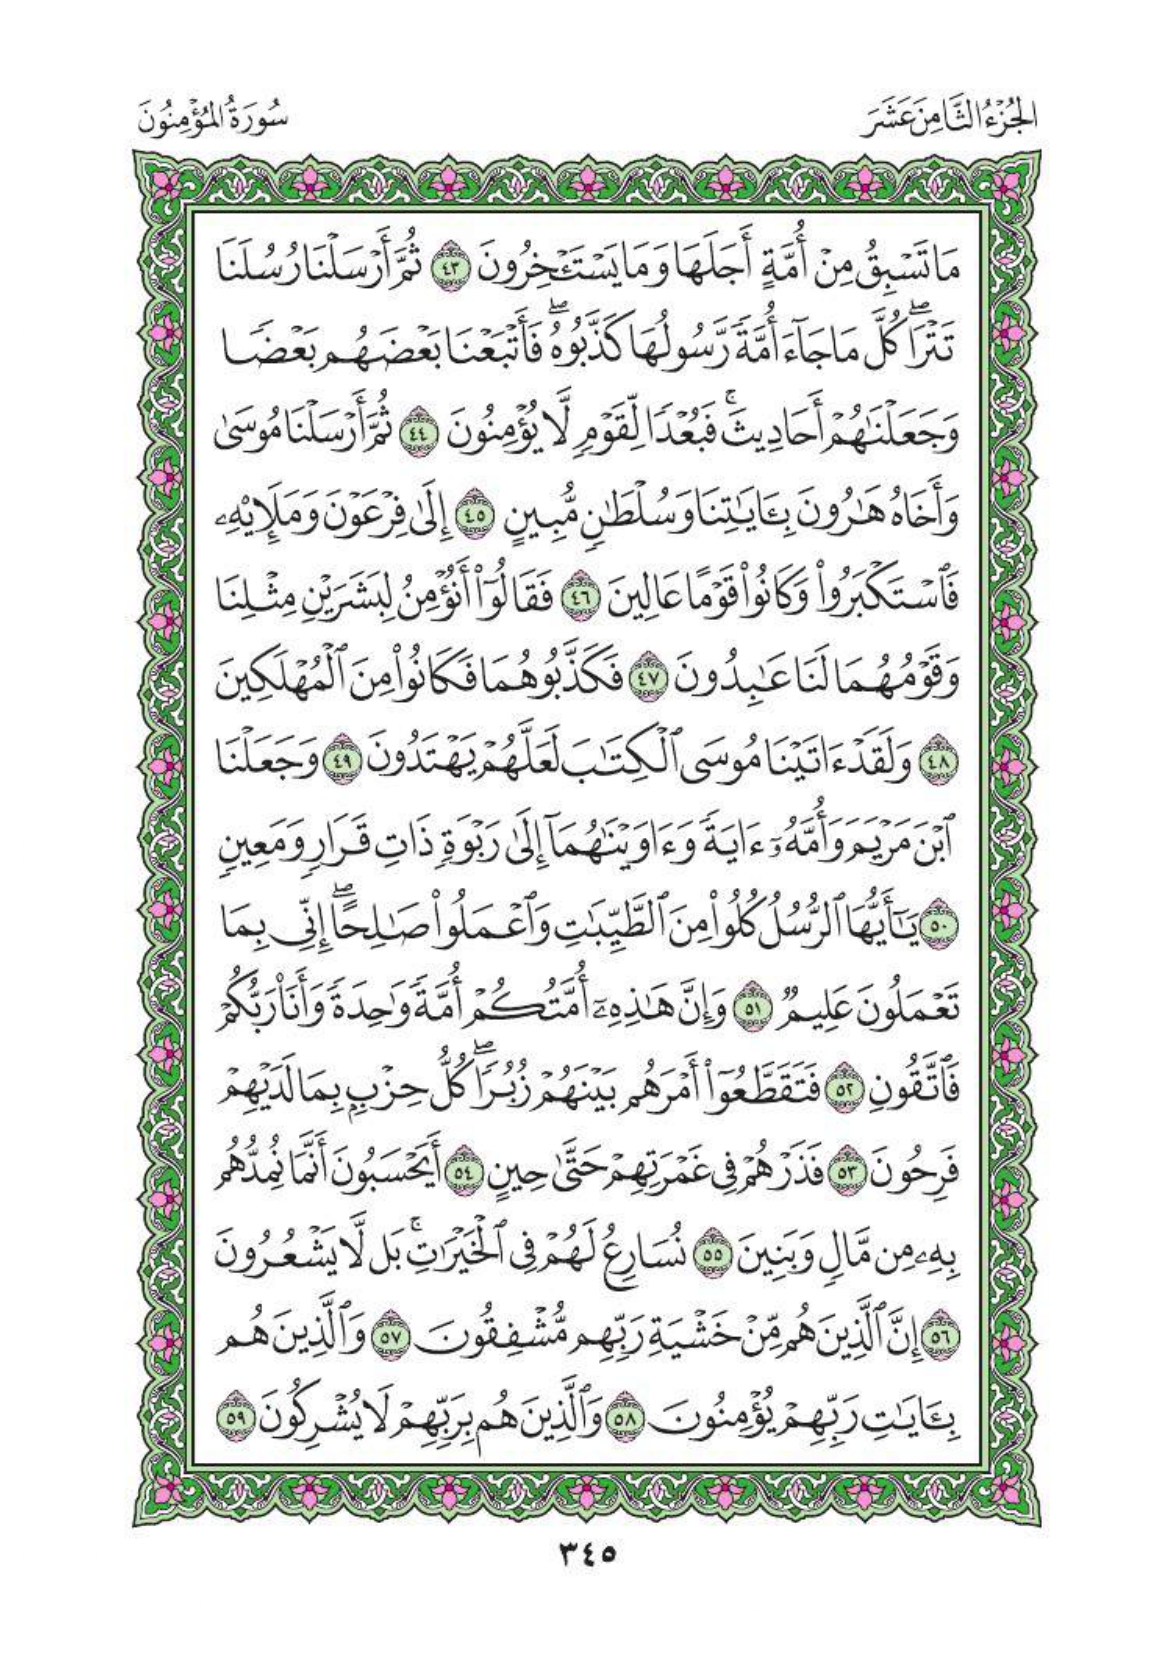 الجُزْءُ الثَّامِنَ عَشَرَ
سُورَةُ المُؤْمِنُونَ
مَا تَسْبِقُ مِنْ أُمَّةٍ أَجَلَهَا وَمَا يَسْتَـْٔخِرُونَ ٤٣ ثُمَّ أَرْسَلْنَا رُسُلَنَا
تَتْرَاۖ كُلَّ مَا جَآءَ أُمَّةً رَّسُولُهَا كَذَّبُوهُۖ فَأَتْبَعْنَا بَعْضَهُم بَعْضًا
وَجَعَلْنَٰهُمْ أَحَادِيثَۚ فَبُعْدًا لِّقَوْمٍ لَّا يُؤْمِنُونَ ٤٤ ثُمَّ أَرْسَلْنَا مُوسَىٰ
وَأَخَاهُ هَٰرُونَ بِـَٔايَٰتِنَا وَسُلْطَٰنٍ مُّبِينٍ ٤٥ إِلَىٰ فِرْعَوْنَ وَمَلَإِي۟هِۦ
فَٱسْتَكْبَرُوا۟ وَكَانُوا۟ قَوْمًا عَالِينَ ٤٦ فَقَالُوٓا۟ أَنُؤْمِنُ لِبَشَرَيْنِ مِثْلِنَا
وَقَوْمُهُمَا لَنَا عَٰبِدُونَ ٤٧ فَكَذَّبُوهُمَا فَكَانُوا۟ مِنَ ٱلْمُهْلَكِينَ
٤٨ وَلَقَدْ ءَاتَيْنَا مُوسَى ٱلْكِتَٰبَ لَعَلَّهُمْ يَهْتَدُونَ ٤٩ وَجَعَلْنَا
ٱبْنَ مَرْيَمَ وَأُمَّهُۥٓ ءَايَةً وَءَاوَيْنَٰهُمَآ إِلَىٰ رَبْوَةٍ ذَاتِ قَرَارٍ وَمَعِينٍ
٥٠ يَٰٓأَيُّهَا ٱلرُّسُلُ كُلُوا۟ مِنَ ٱلطَّيِّبَٰتِ وَٱعْمَلُوا۟ صَٰلِحًاۖ إِنِّى بِمَا
تَعْمَلُونَ عَلِيمٌ ٥١ وَإِنَّ هَٰذِهِۦٓ أُمَّتُكُمْ أُمَّةً وَٰحِدَةً وَأَنَا۠ رَبُّكُمْ
فَٱتَّقُونِ ٥٢ فَتَقَطَّعُوٓا۟ أَمْرَهُم بَيْنَهُمْ زُبُرًاۖ كُلُّ حِزْبٍۭ بِمَا لَدَيْهِمْ
فَرِحُونَ ٥٣ فَذَرْهُمْ فِى غَمْرَتِهِمْ حَتَّىٰ حِينٍ ٥٤ أَيَحْسَبُونَ أَنَّمَا نُمِدُّهُم
بِهِۦ مِن مَّالٍ وَبَنِينَ ٥٥ نُسَارِعُ لَهُمْ فِى ٱلْخَيْرَٰتِۚ بَل لَّا يَشْعُرُونَ
٥٦ إِنَّ ٱلَّذِينَ هُم مِّنْ خَشْيَةِ رَبِّهِم مُّشْفِقُونَ ٥٧ وَٱلَّذِينَ هُم
بِـَٔايَٰتِ رَبِّهِمْ يُؤْمِنُونَ ٥٨ وَٱلَّذِينَ هُم بِرَبِّهِمْ لَا يُشْرِكُونَ ٥٩
٣٤٥